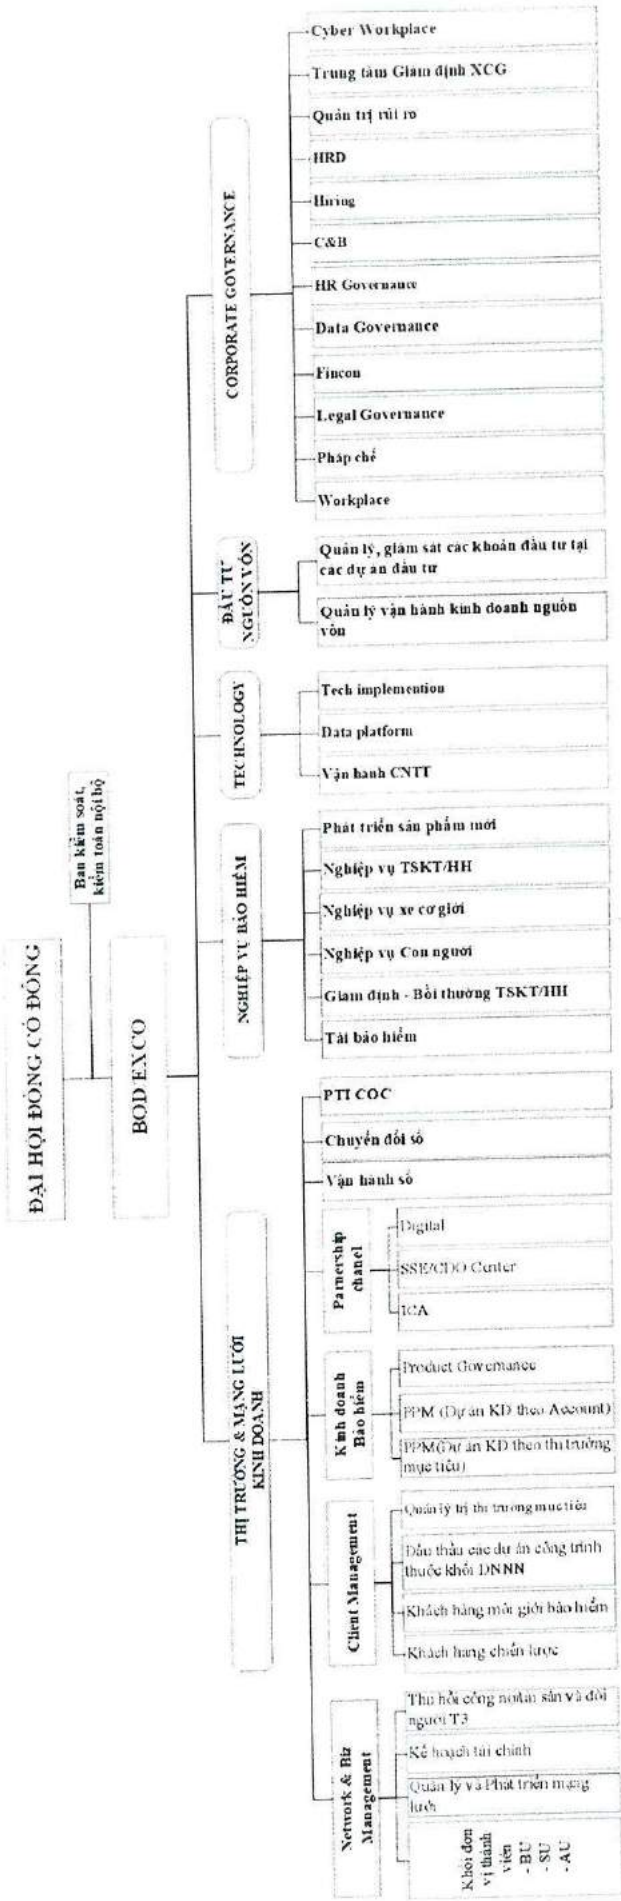 ĐẠI HỘI ĐỒNG CỔ ĐÔNG
Ban kiểm soát,
kiểm toán nội bộ
BOD/EXCO
THỊ TRƯỜNG & MẠNG LƯỚI
KINH DOANH
Network & Biz
Management
Khối đơn
vị thành
viên
- BU
- SU
- AU
Quản lý và Phát triển mạng
lưới
Kế hoạch tài chính
Thu hồi công nợ/tài sản và đòi
người T3
Client Management
Khách hàng chiến lược
Khách hàng môi giới bảo hiểm
Đấu thầu các dự án công trình
thuộc khối DNNN
Quản lý trị thị trường mục tiêu
Kinh doanh
Bảo hiểm
PPM(Dự án KD theo thị trường
mục tiêu)
PPM (Dự án KD theo Account)
Product Governance
Parnership
chanel
ICA
SSE/CDO Center
Digital
Vận hành số
Chuyển đổi số
PTI COC
NGHIỆP VỤ BẢO HIỂM
Tái bảo hiểm
Giám định - Bồi thường TSKT/HH
Nghiệp vụ Con người
Nghiệp vụ xe cơ giới
Nghiệp vụ TSKT/HH
Phát triển sản phẩm mới
TECHNOLOGY
Vận hành CNTT
Data platform
Tech implemention
ĐẦU TƯ
NGUỒN VỐN
Quản lý vận hành kinh doanh nguồn
vốn
Quản lý, giám sát các khoản đầu tư tại
các dự án đầu tư
CORPORATE GOVERNANCE
Workplace
Pháp chế
Legal Governance
Fincon
Data Governance
HR Governance
C&B
Hiring
HRD
Quản trị rủi ro
Trung tâm Giám định XCG
Cyber Workplace